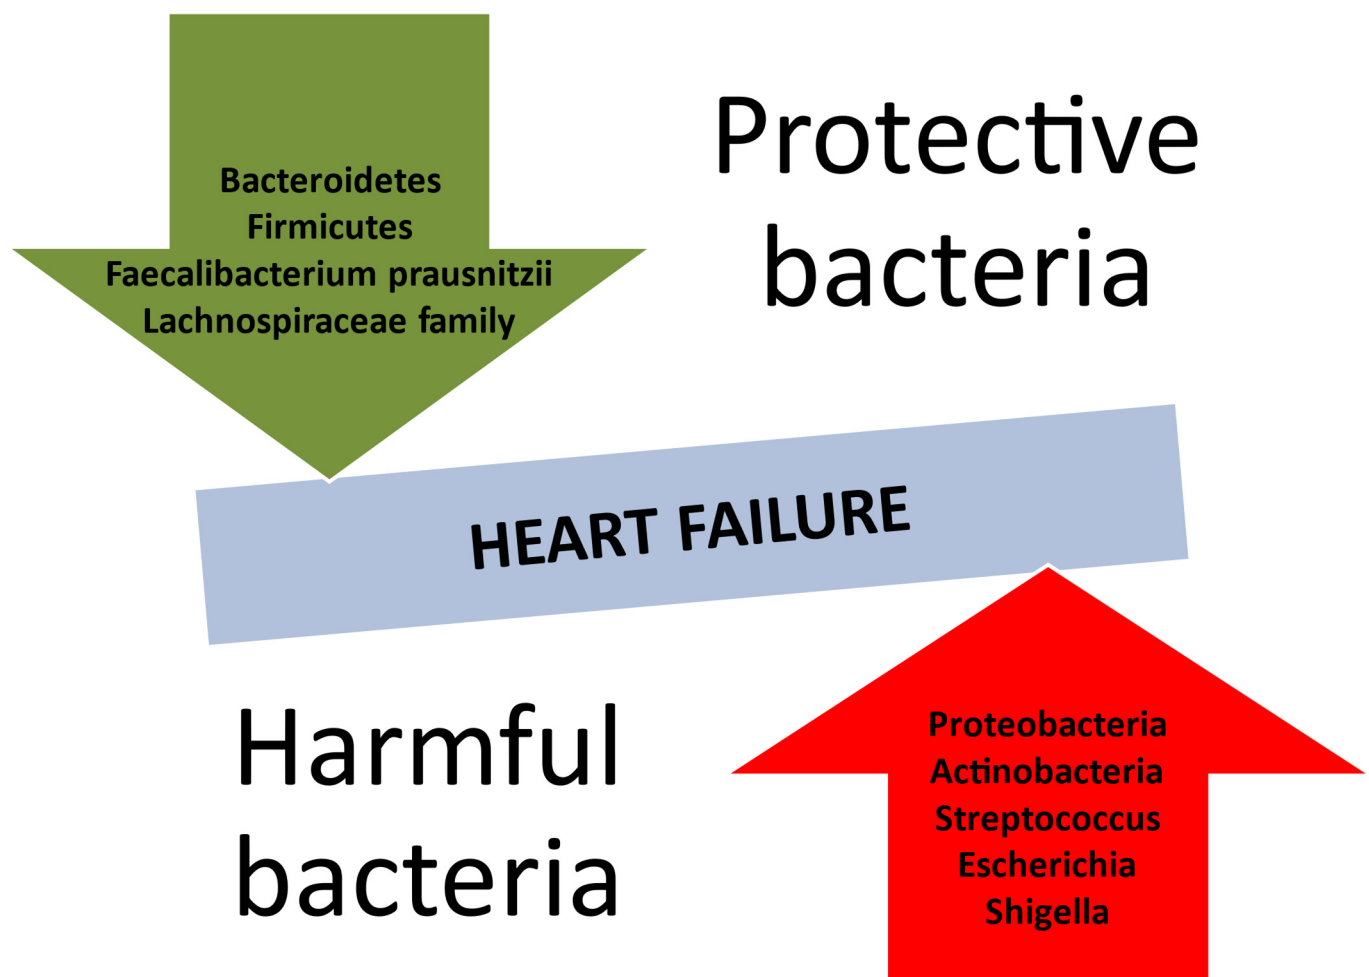 Bacteroidetes
Firmicutes
Faecalibacterium prausnitzii
Lachnospiraceae family
Protective
bacteria
HEART FAILURE
Harmful
bacteria
Proteobacteria
Actinobacteria
Streptococcus
Escherichia
Shigella